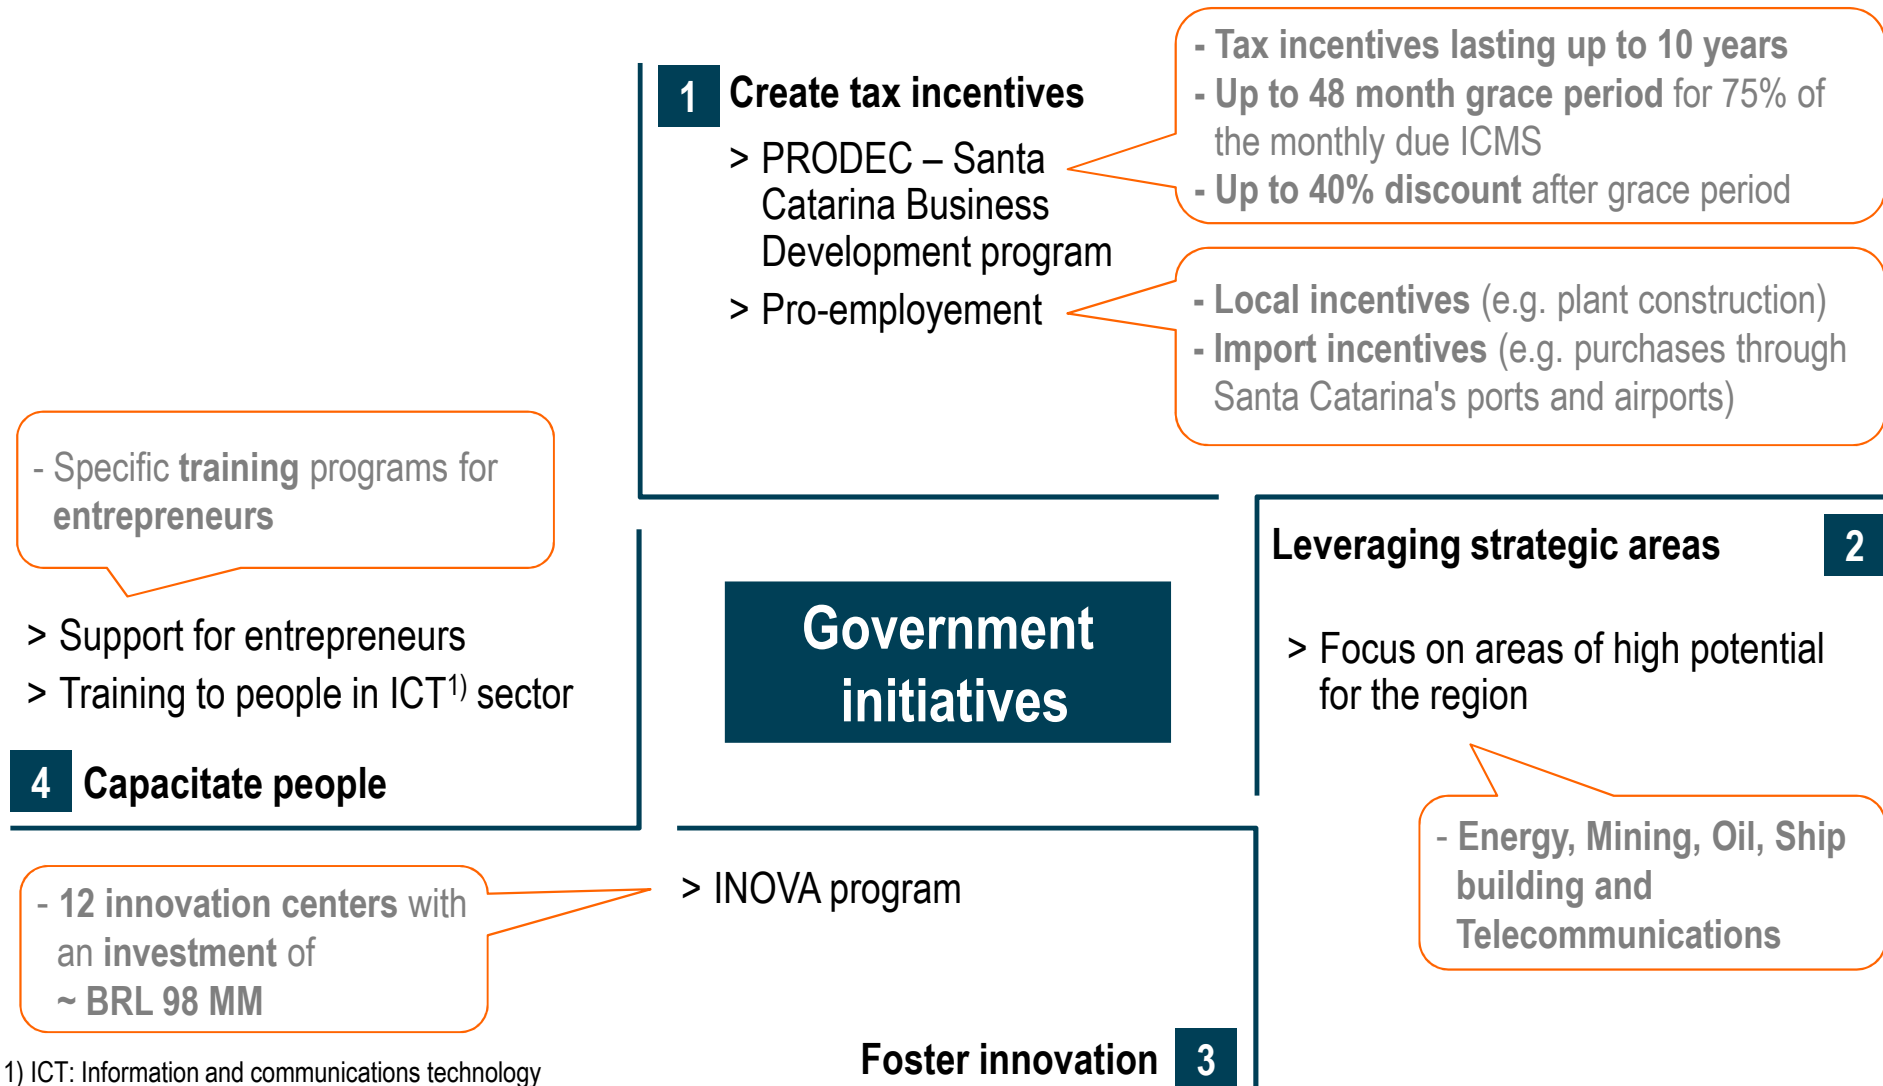 1 Create tax incentives
> PRODEC – Santa
Catarina Business
Development program
> Pro-employement
- Tax incentives lasting up to 10 years
- Up to 48 month grace period for 75% of
the monthly due ICMS
- Up to 40% discount after grace period
- Local incentives (e.g. plant construction)
- Import incentives (e.g. purchases through
Santa Catarina's ports and airports)
Leveraging strategic areas 2
> Focus on areas of high potential
for the region
- Energy, Mining, Oil, Ship
building and
Telecommunications
Government
initiatives
- Specific training programs for
entrepreneurs
> Support for entrepreneurs
> Training to people in ICT1) sector
4 Capacitate people
- 12 innovation centers with
an investment of
~ BRL 98 MM
> INOVA program
Foster innovation 3
1) ICT: Information and communications technology